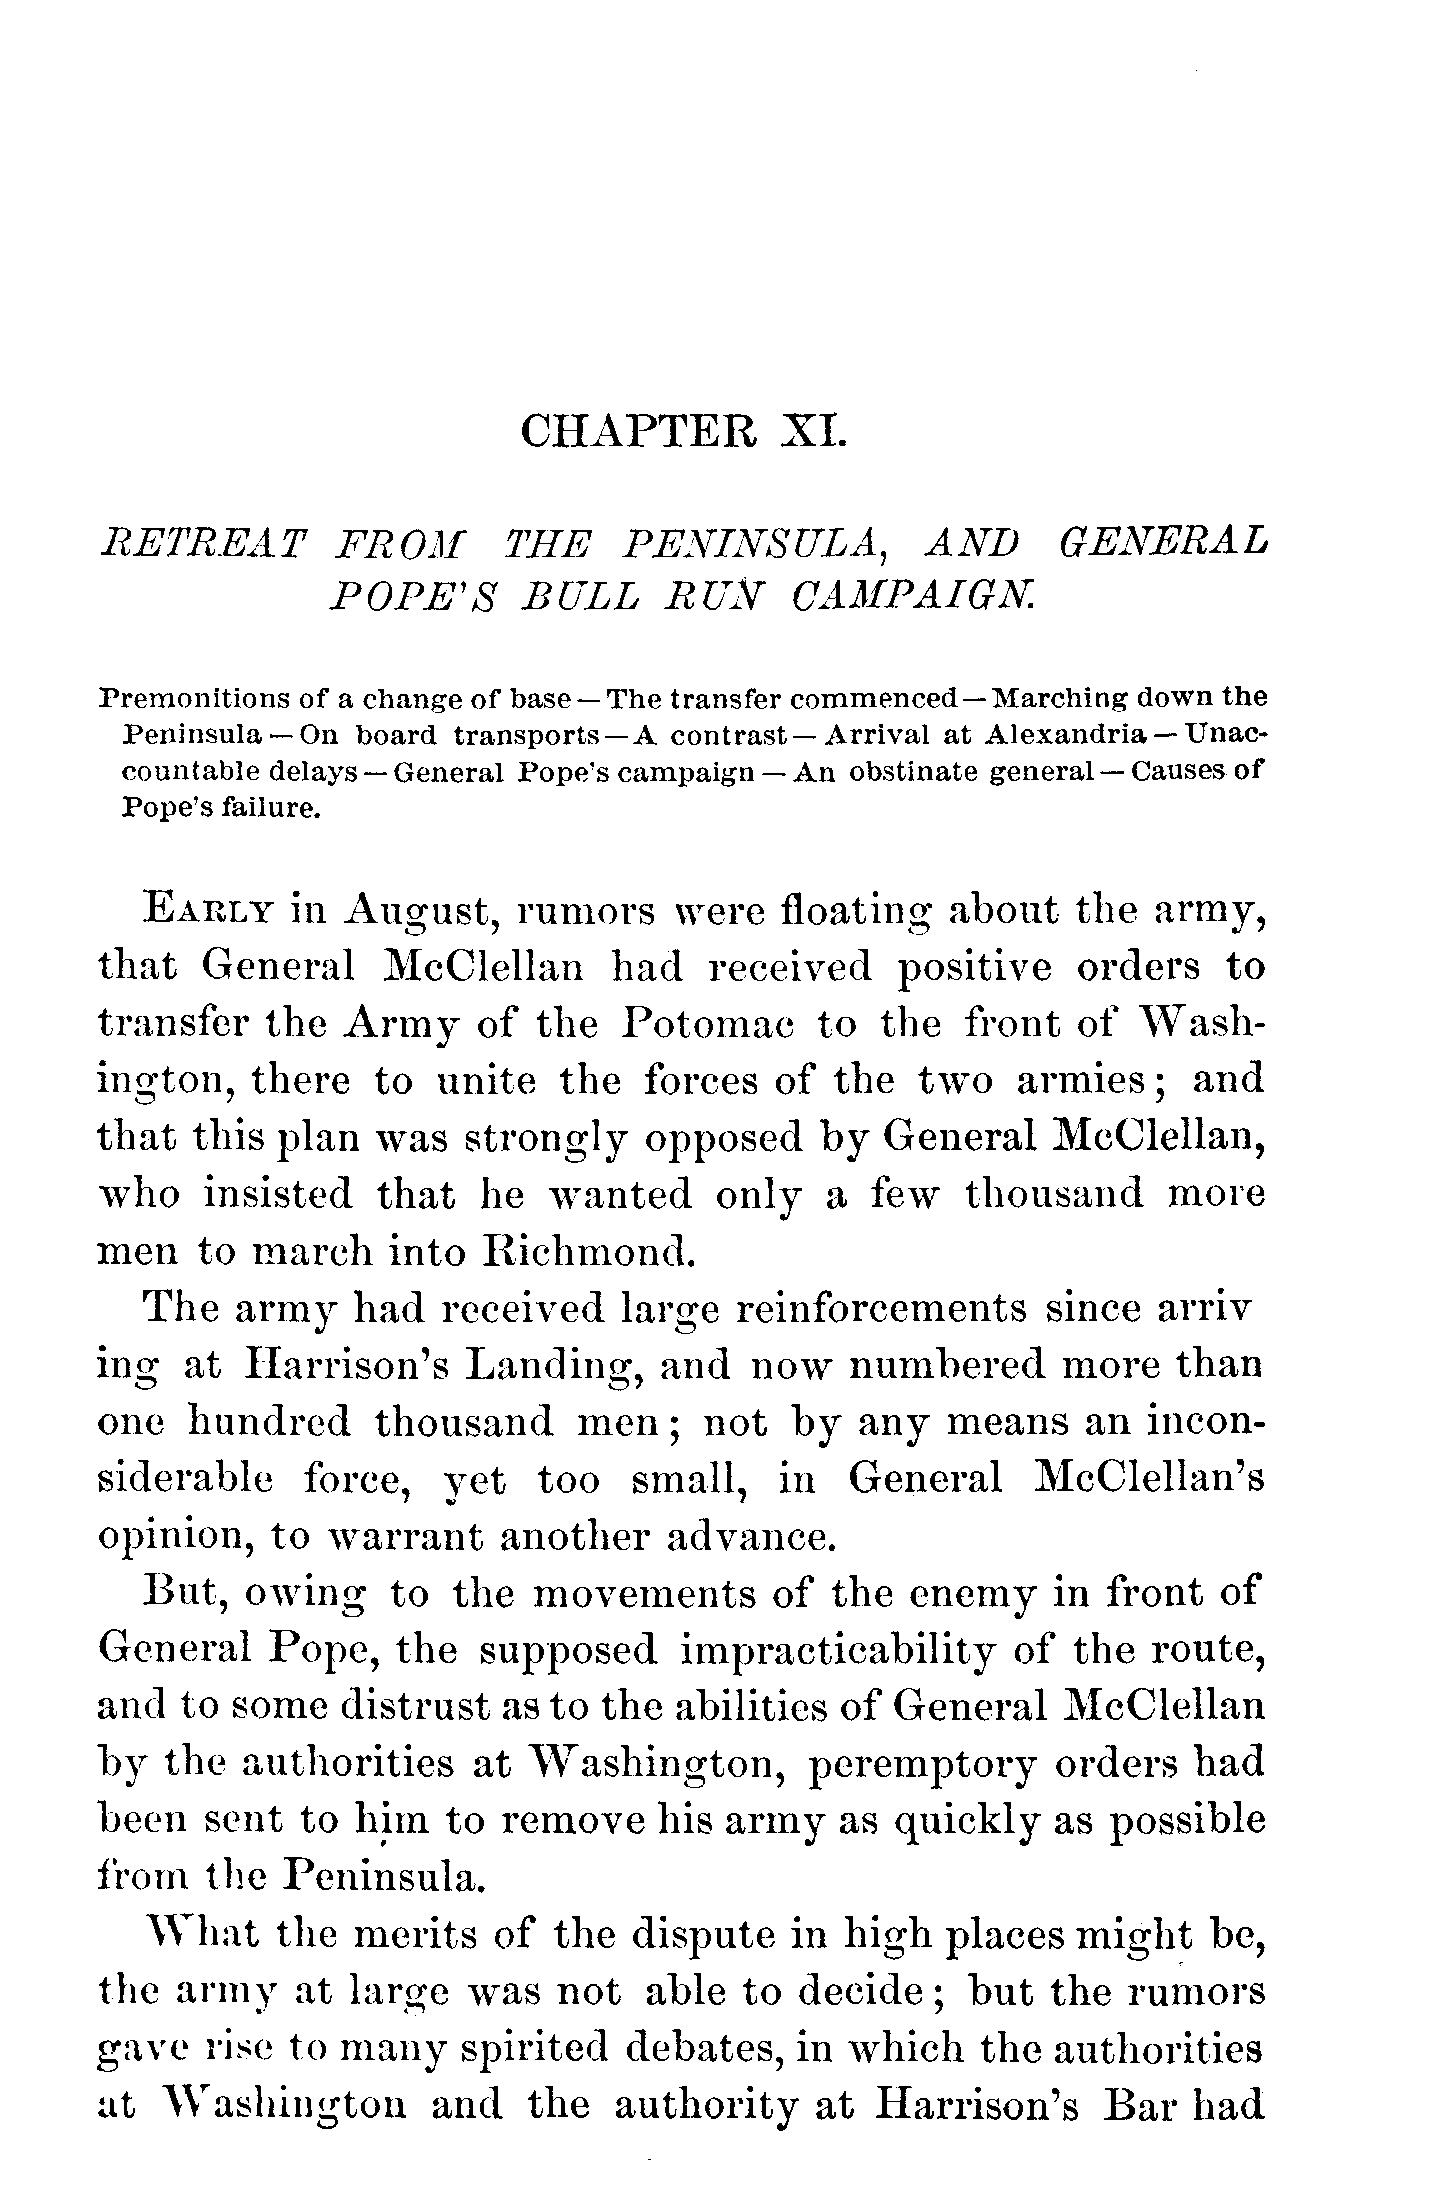 CHAPTER XI.
RETREAT FROM THE PENINSULA, AND GENERAL
POPE'S BULL RUN CAMPAIGN.
Premonitions of a change of base — The transfer commenced — Marching down the
Peninsula — On board transports — A contrast — Arrival at Alexandria — Unac-
countable delays — General Pope's campaign — An obstinate general — Causes of
Pope's failure.
EARLY in August, rumors were floating about the army,
that General McClellan had received positive orders to
transfer the Army of the Potomac to the front of Wash-
ington, there to unite the forces of the two armies; and
that this plan was strongly opposed by General McClellan,
who insisted that he wanted only a few thousand more
men to march into Richmond.
The army had received large reinforcements since arriv
ing at Harrison's Landing, and now numbered more than
one hundred thousand men; not by any means an incon-
siderable force, yet too small, in General McClellan's
opinion, to warrant another advance.
But, owing to the movements of the enemy in front of
General Pope, the supposed impracticability of the route,
and to some distrust as to the abilities of General McClellan
by the authorities at Washington, peremptory orders had
been sent to him to remove his army as quickly as possible
from the Peninsula.
What the merits of the dispute in high places might be,
the army at large was not able to decide; but the rumors
gave rise to many spirited debates, in which the authorities
at Washington and the authority at Harrison's Bar had